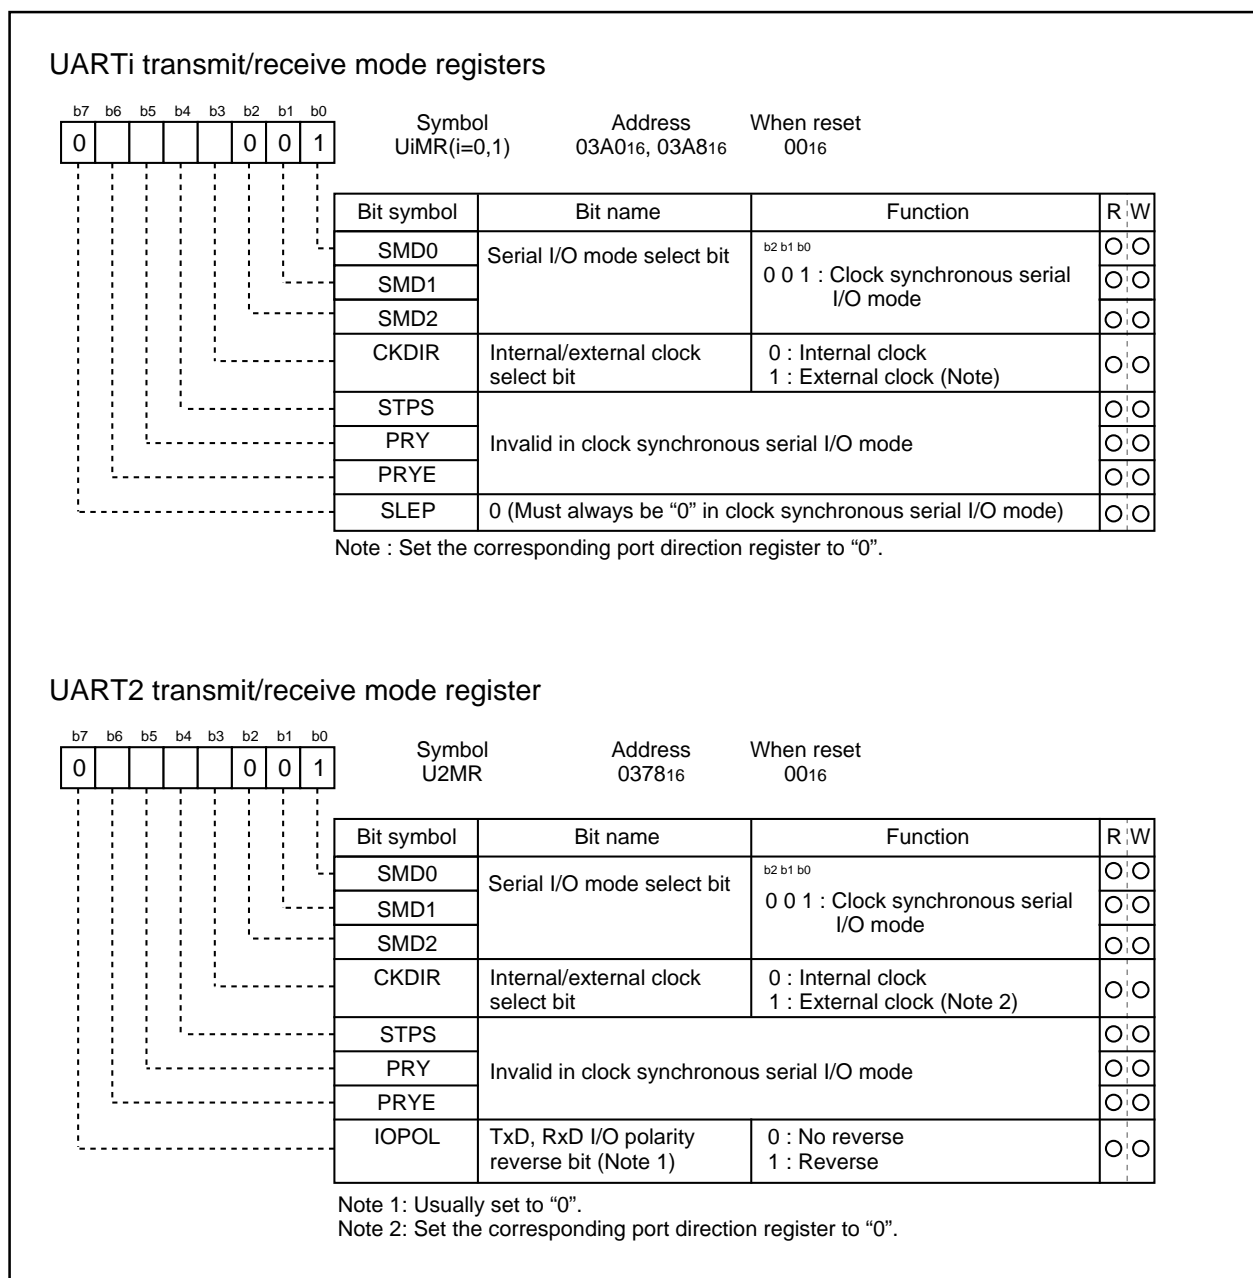 UARTi transmit/receive mode registers
b7 b6 b5 b4 b3 b2 b1 b0
0 0 0 1
Symbol Address When reset
UiMR(i=0,1) 03A016, 03A816 0016
Bit symbol Bit name Function R W
SMD0 Serial I/O mode select bit b2 b1 b0
SMD1 0 0 1 : Clock synchronous serial
I/O mode
SMD2
CKDIR Internal/external clock 0 : Internal clock
select bit 1 : External clock (Note)
STPS
PRY Invalid in clock synchronous serial I/O mode
PRYE
SLEP 0 (Must always be “0” in clock synchronous serial I/O mode)
Note : Set the corresponding port direction register to “0”.
UART2 transmit/receive mode register
b7 b6 b5 b4 b3 b2 b1 b0
0 0 0 1
Symbol Address When reset
U2MR 037816 0016
Bit symbol Bit name Function R W
SMD0 Serial I/O mode select bit b2 b1 b0
SMD1 0 0 1 : Clock synchronous serial
I/O mode
SMD2
CKDIR Internal/external clock 0 : Internal clock
select bit 1 : External clock (Note 2)
STPS
PRY Invalid in clock synchronous serial I/O mode
PRYE
IOPOL TxD, RxD I/O polarity 0 : No reverse
reverse bit (Note 1) 1 : Reverse
Note 1: Usually set to “0”.
Note 2: Set the corresponding port direction register to “0”.